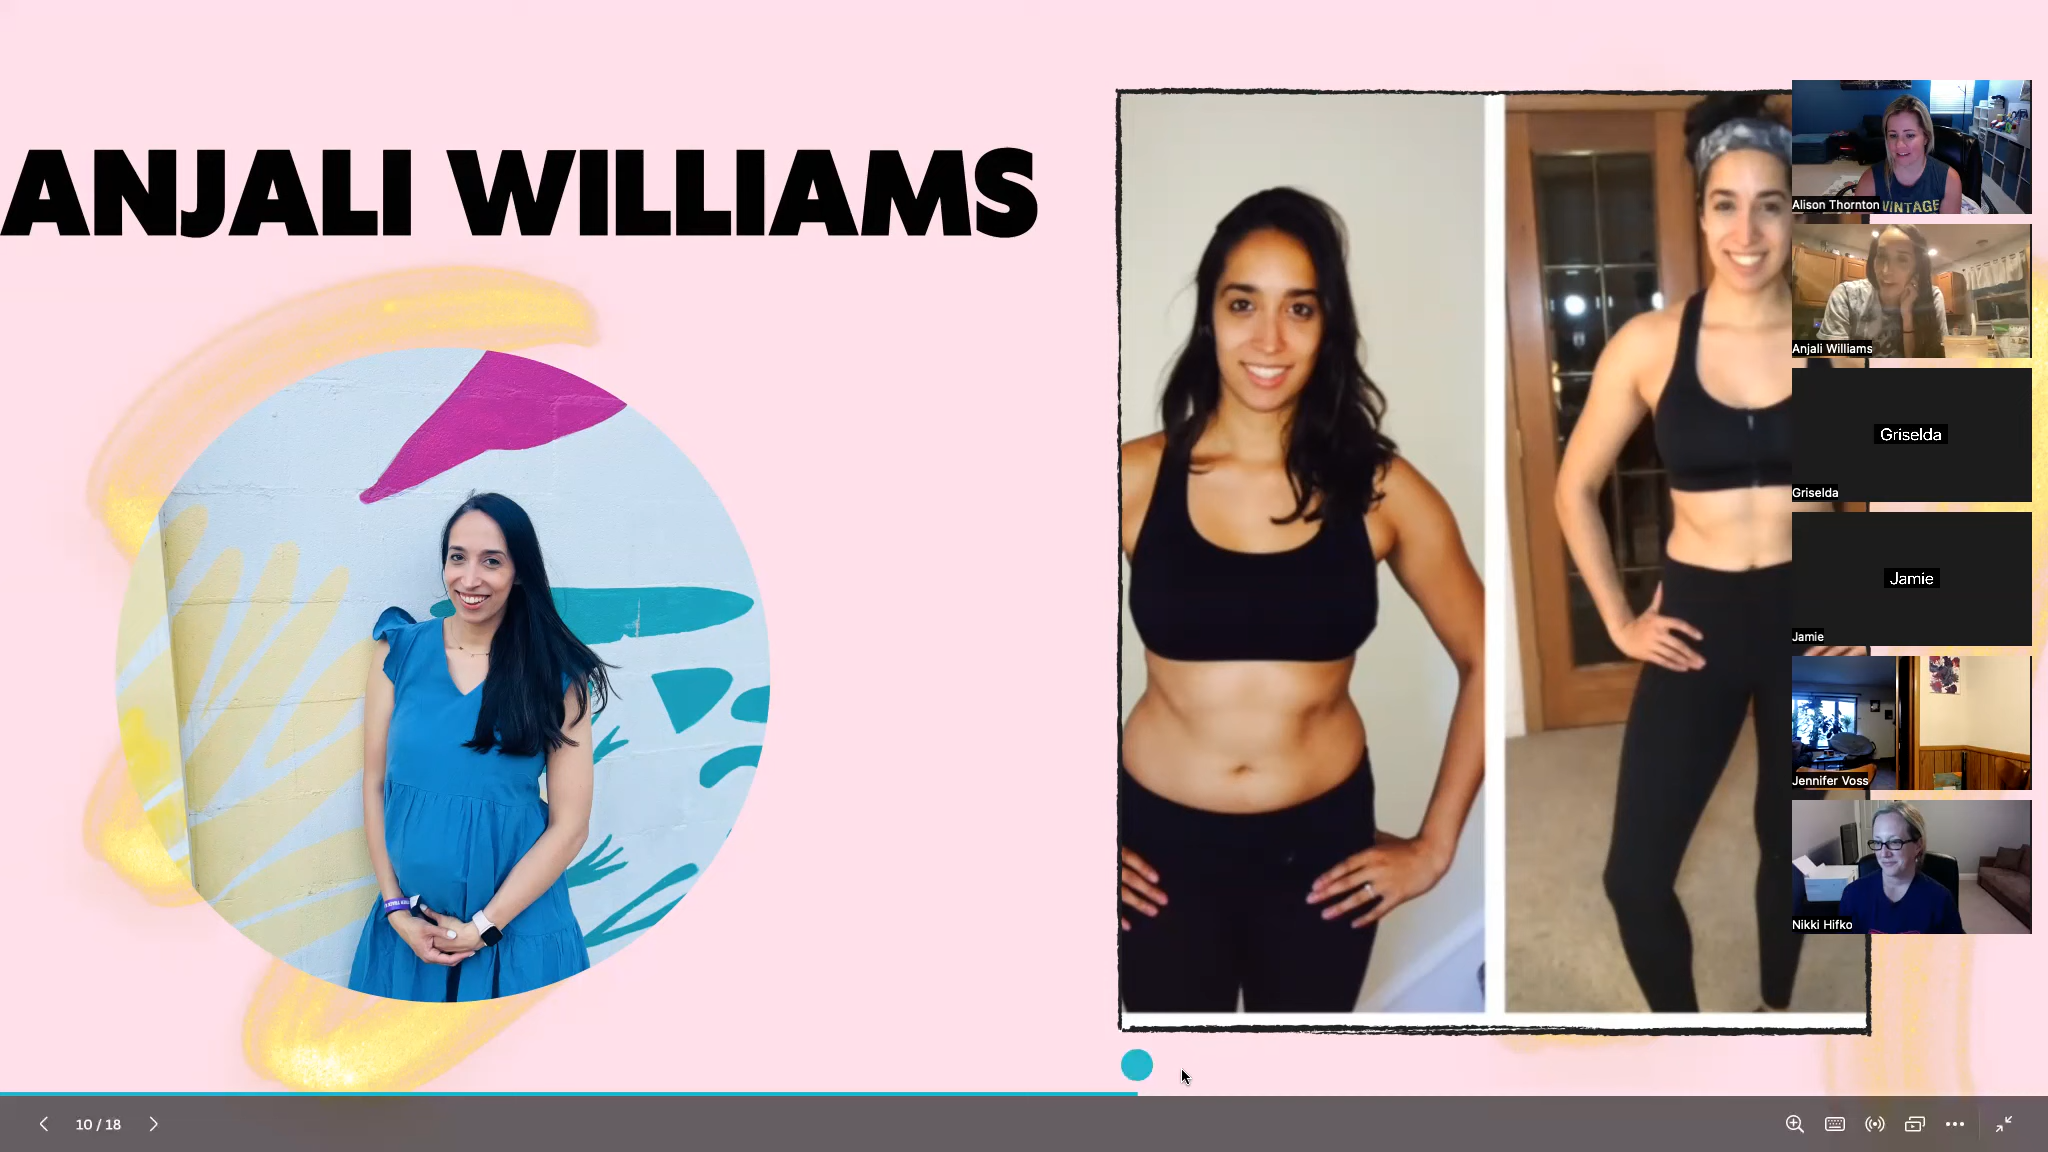 ANJALI WILLIAMS
VINTAGE
Alison Thornton
Anjali Williams
Griselda
Griselda
Jamie
Jamie
Jennifer Voss
Nikki Hifko
10 / 18